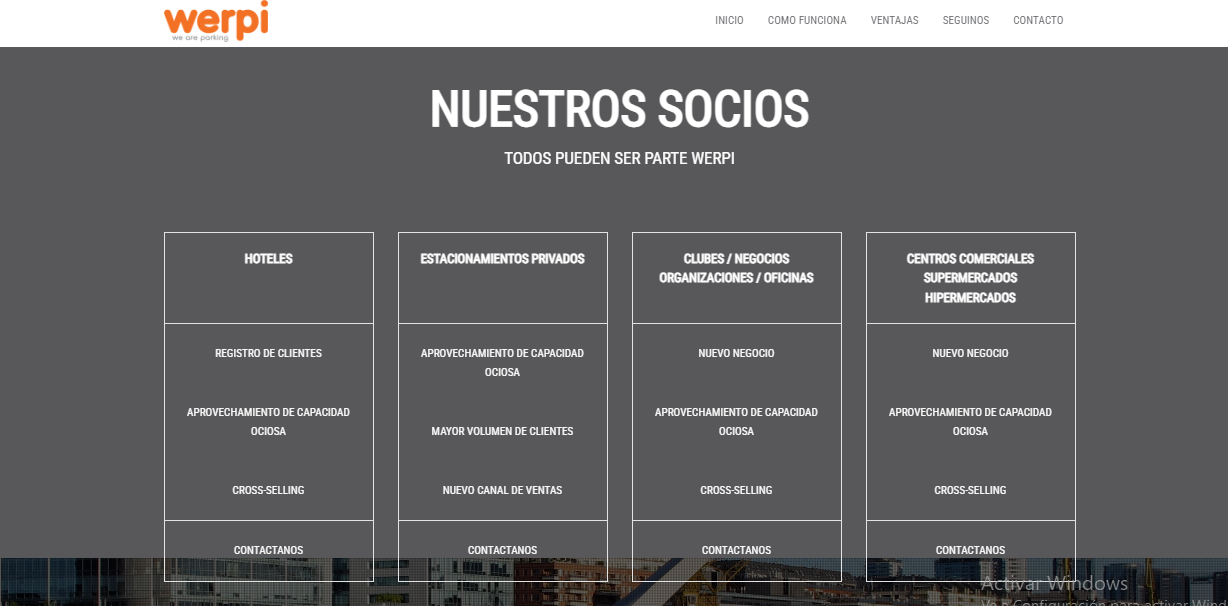 werpi
we are parking
INICIO
COMO FUNCIONA
VENTAJAS
SEGUINOS
CONTACTO
NUESTROS SOCIOS
TODOS PUEDEN SER PARTE WERPI
HOTELES
REGISTRO DE CLIENTES
APROVECHAMIENTO DE CAPACIDAD
OCIOSA
CROSS-SELLING
CONTACTANOS
ESTACIONAMIENTOS PRIVADOS
APROVECHAMIENTO DE CAPACIDAD
OCIOSA
MAYOR VOLUMEN DE CLIENTES
NUEVO CANAL DE VENTAS
CONTACTANOS
CLUBES / NEGOCIOS
ORGANIZACIONES / OFICINAS
NUEVO NEGOCIO
APROVECHAMIENTO DE CAPACIDAD
OCIOSA
CROSS-SELLING
CONTACTANOS
CENTROS COMERCIALES
SUPERMERCADOS
HIPERMERCADOS
NUEVO NEGOCIO
APROVECHAMIENTO DE CAPACIDAD
OCIOSA
CROSS-SELLING
CONTACTANOS
Activar Windows
Ve a Configuración para activar Wind